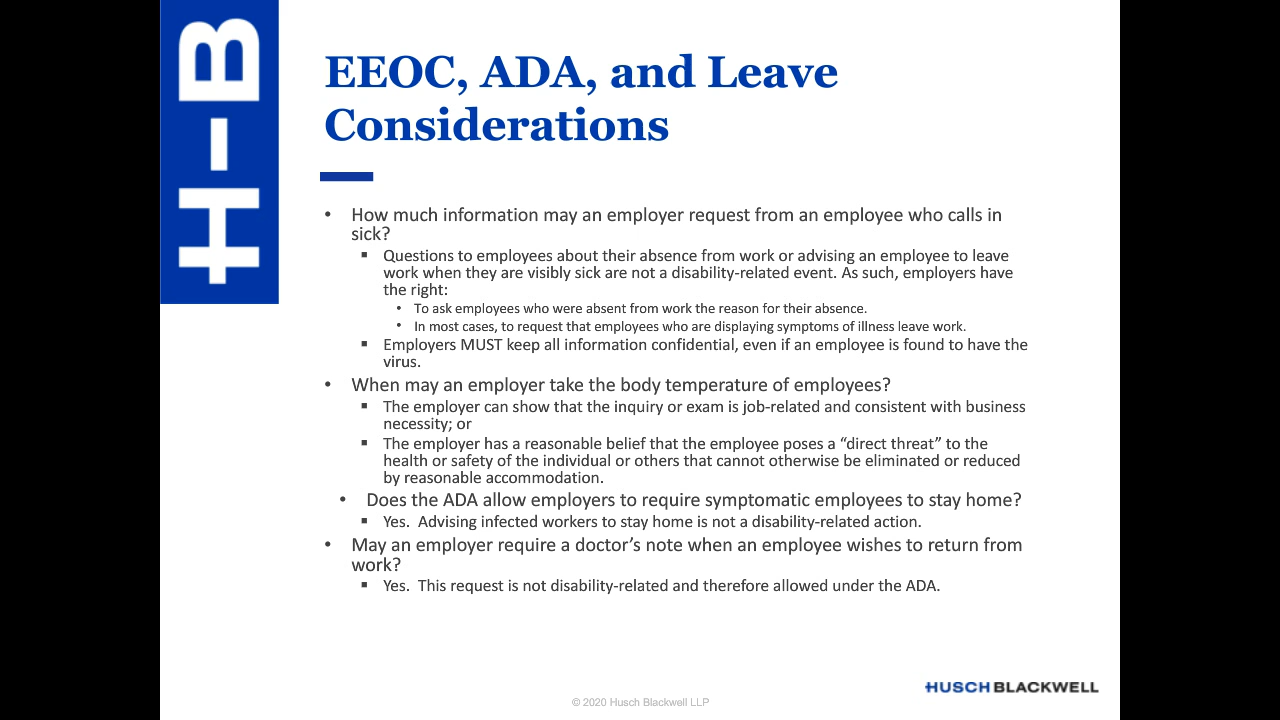 H-B
EEOC, ADA, and Leave
Considerations
• How much information may an employer request from an employee who calls in
sick?
▪ Questions to employees about their absence from work or advising an employee to leave
work when they are visibly sick are not a disability-related event. As such, employers have
the right:
• To ask employees who were absent from work the reason for their absence.
• In most cases, to request that employees who are displaying symptoms of illness leave work.
▪ Employers MUST keep all information confidential, even if an employee is found to have the
virus.
• When may an employer take the body temperature of employees?
▪ The employer can show that the inquiry or exam is job-related and consistent with business
necessity; or
▪ The employer has a reasonable belief that the employee poses a “direct threat” to the
health or safety of the individual or others that cannot otherwise be eliminated or reduced
by reasonable accommodation.
• Does the ADA allow employers to require symptomatic employees to stay home?
▪ Yes.  Advising infected workers to stay home is not a disability-related action.
• May an employer require a doctor’s note when an employee wishes to return from
work?
▪ Yes.  This request is not disability-related and therefore allowed under the ADA.
HUSCH BLACKWELL
© 2020 Husch Blackwell LLP